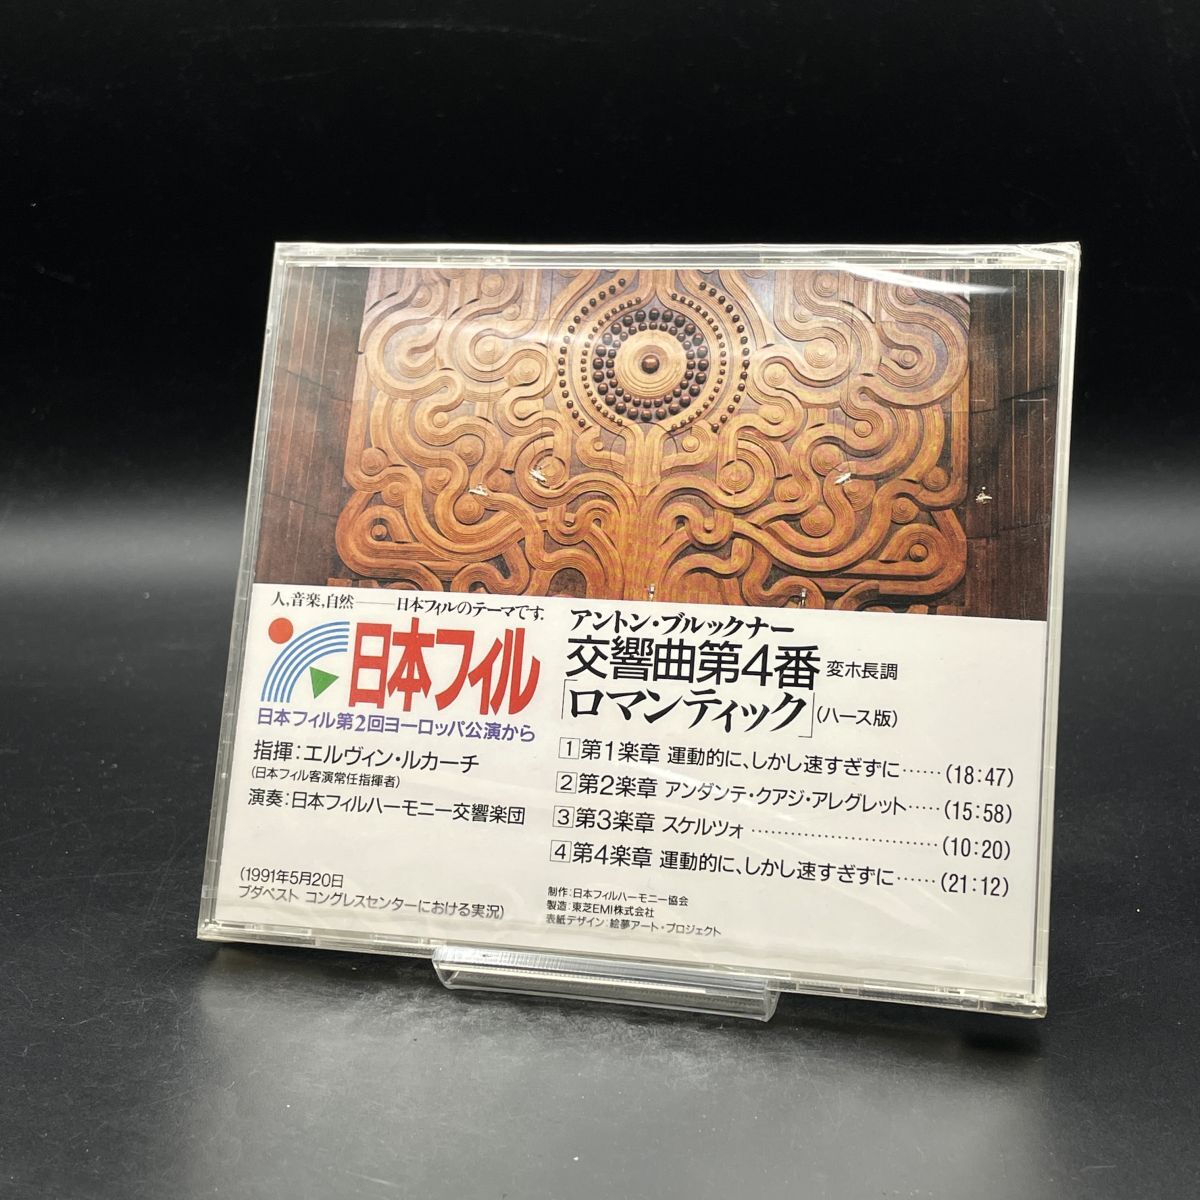 人,音楽,自然——日本フィルのテーマです.
日本フィル
日本フィル第2回ヨーロッパ公演から
指揮:エルヴィン・ルカーチ
(日本フィル客演常任指揮者)
演奏:日本フィルハーモニー交響楽団
(1991年5月20日
ブダペスト コングレスセンターにおける実況)
アントン・ブルックナー
交響曲第4番 変ホ長調
「ロマンティック」(ハース版)
1 第1楽章 運動的に、しかし速すぎずに……(18:47)
2 第2楽章 アンダンテ・クアジ・アレグレット……(15:58)
3 第3楽章 スケルツォ………………………(10:20)
4 第4楽章 運動的に、しかし速すぎずに……(21:12)
制作:日本フィルハーモニー協会
製造:東芝EMI株式会社
表紙デザイン:絵夢アート・プロジェクト